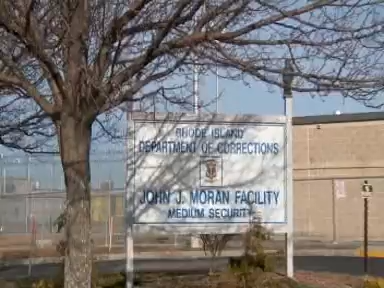 RHODE ISLAND
DEPARTMENT OF CORRECTIONS
JOHN J. MORAN FACILITY
MEDIUM SECURITY